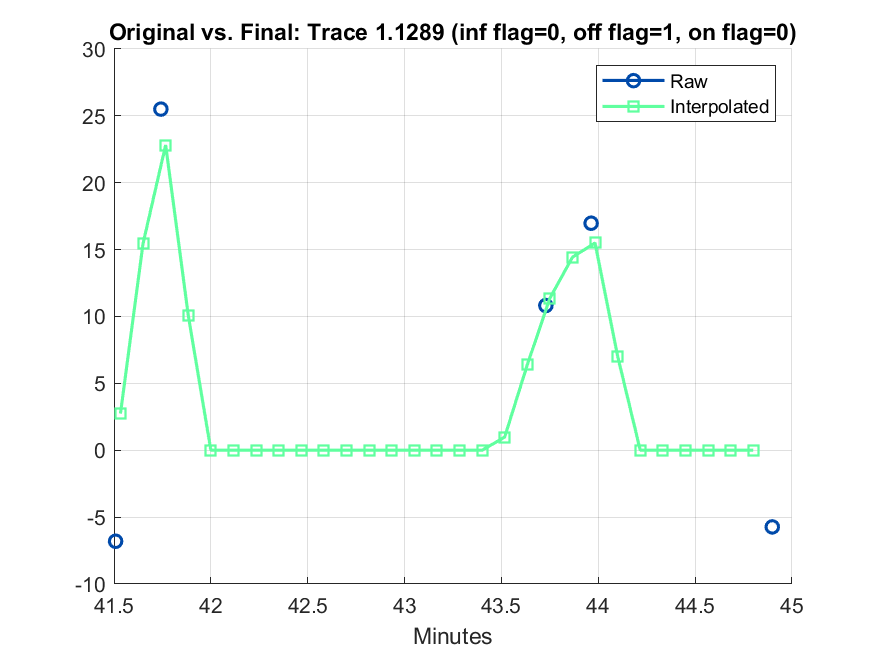 Original vs. Final: Trace 1.1289 (inf flag=0, off flag=1, on flag=0)
30
25
20
15
10
5
0
-5
-10
Raw
Interpolated
41.5 42 42.5 43 43.5 44 44.5 45
Minutes